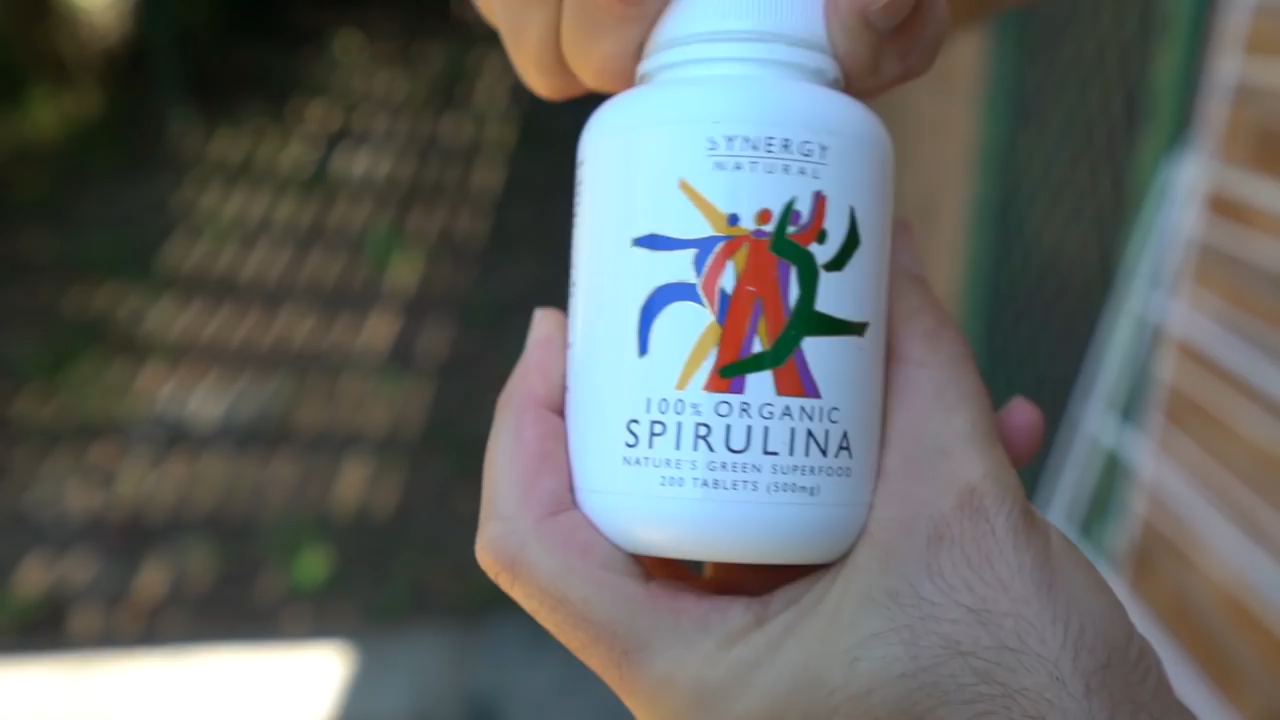 SYNERGY
NATURAL
100% ORGANIC
SPIRULINA
NATURE'S GREEN SUPERFOOD
200 TABLETS (500mg)